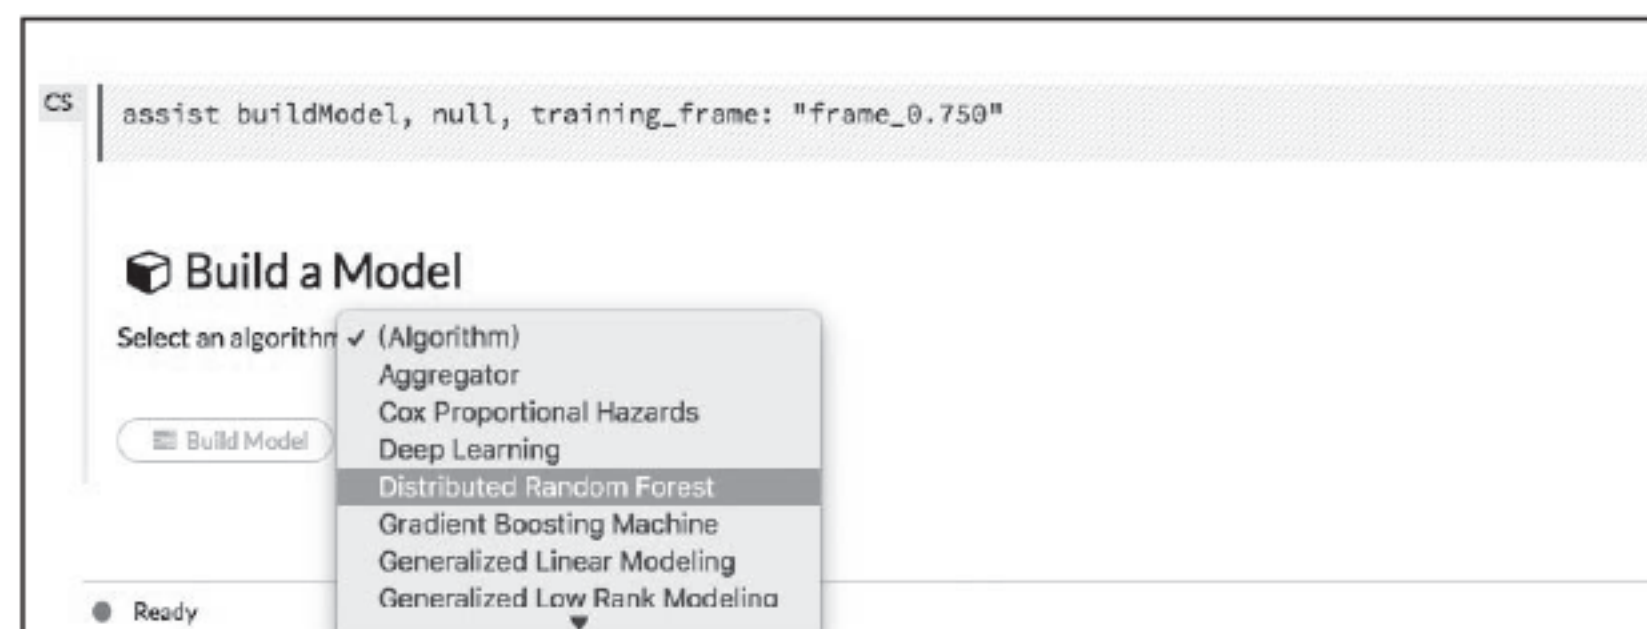 CS
assist buildModel, null, training_frame: "frame_0.750"
Build a Model
Select an algorithm ✓ (Algorithm)
Aggregator
Cox Proportional Hazards
Build Model
Deep Learning
Distributed Random Forest
Gradient Boosting Machine
Generalized Linear Modeling
Generalized Low Rank Modeling
Ready